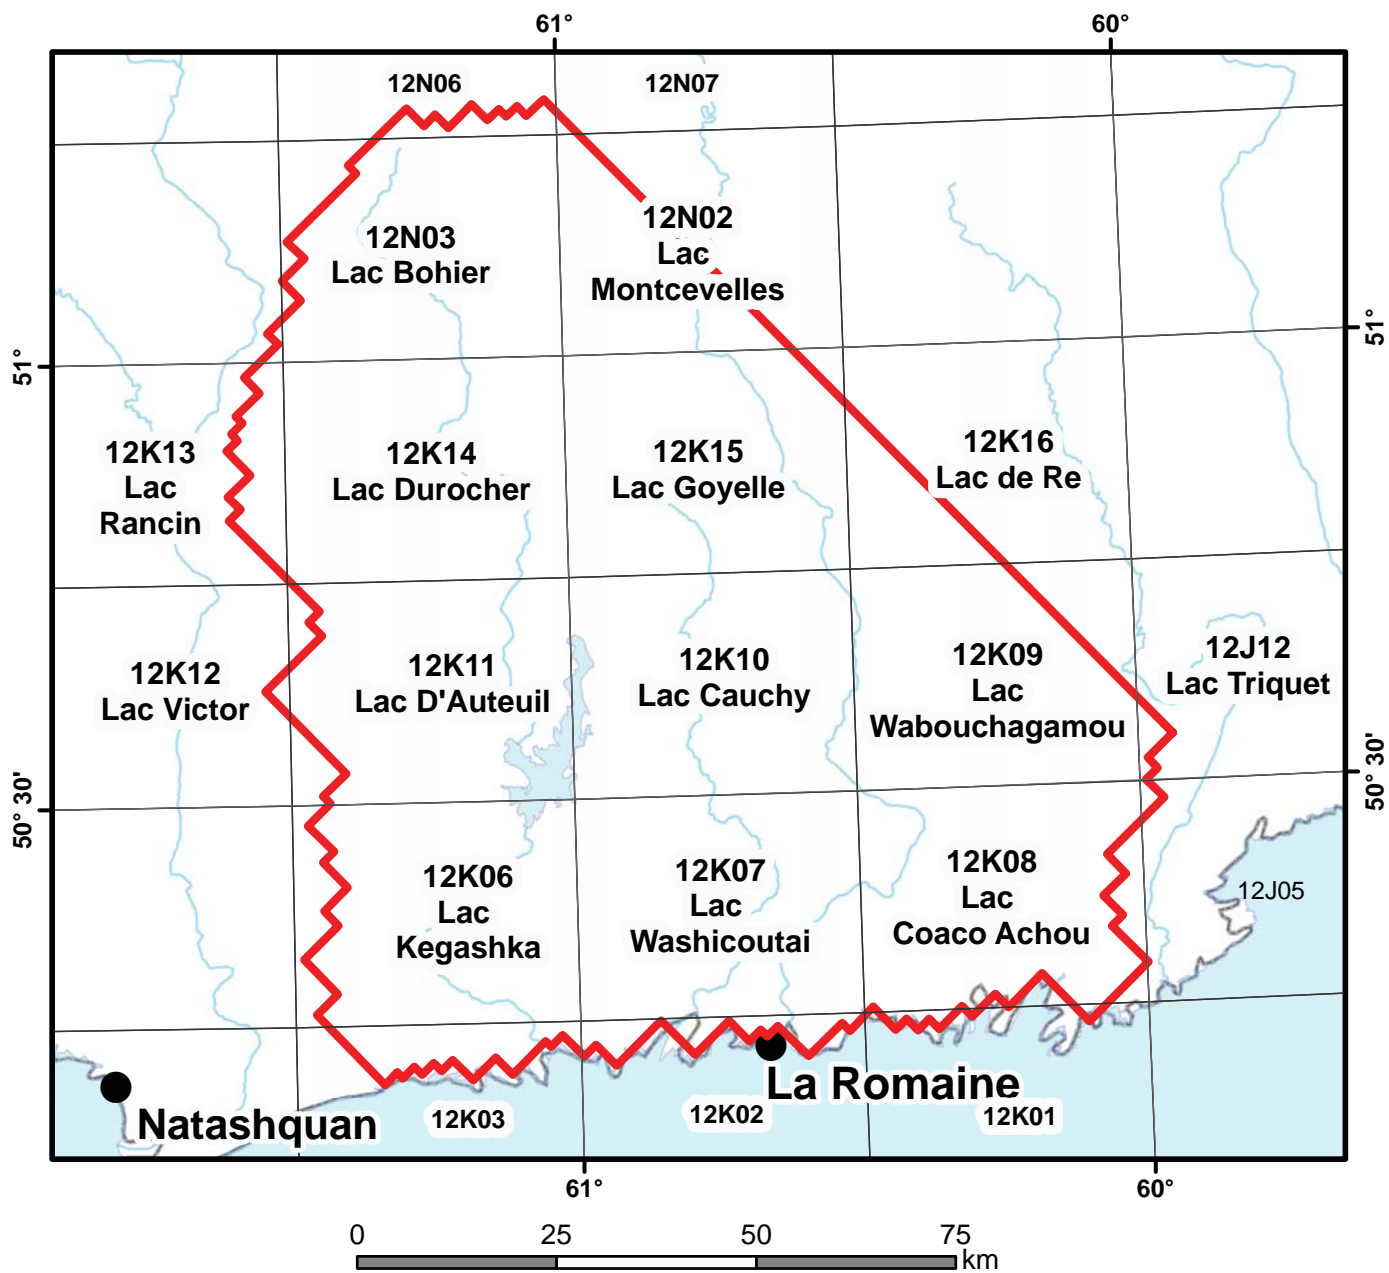 61°
60°
12N06
12N07
12N02
Lac
Montcevelles
12N03
Lac Bohier
51°
51°
12K13
Lac
Rancin
12K14
Lac Durocher
12K15
Lac Goyelle
12K16
Lac de Re
12K12
Lac Victor
12K11
Lac D'Auteuil
12K10
Lac Cauchy
12K09
Lac
Wabouchagamou
12J12
Lac Triquet
50° 30'
50° 30'
12K06
Lac
Kegashka
12K07
Lac
Washicoutai
12K08
Lac
Coaco Achou
12J05
La Romaine
Natashquan
12K03
12K02
12K01
61°
60°
0 25 50 75
km